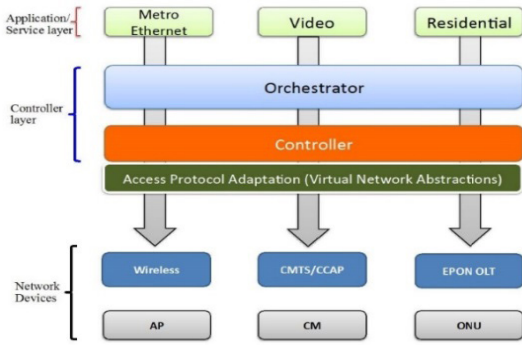 Application/
Service layer
Metro
Ethernet
Video
Residential
Orchestrator
Controller
layer
Controller
Access Protocol Adaptation (Virtual Network Abstractions)
Network
Devices
Wireless
CMTS/CCAP
EPON OLT
AP
CM
ONU